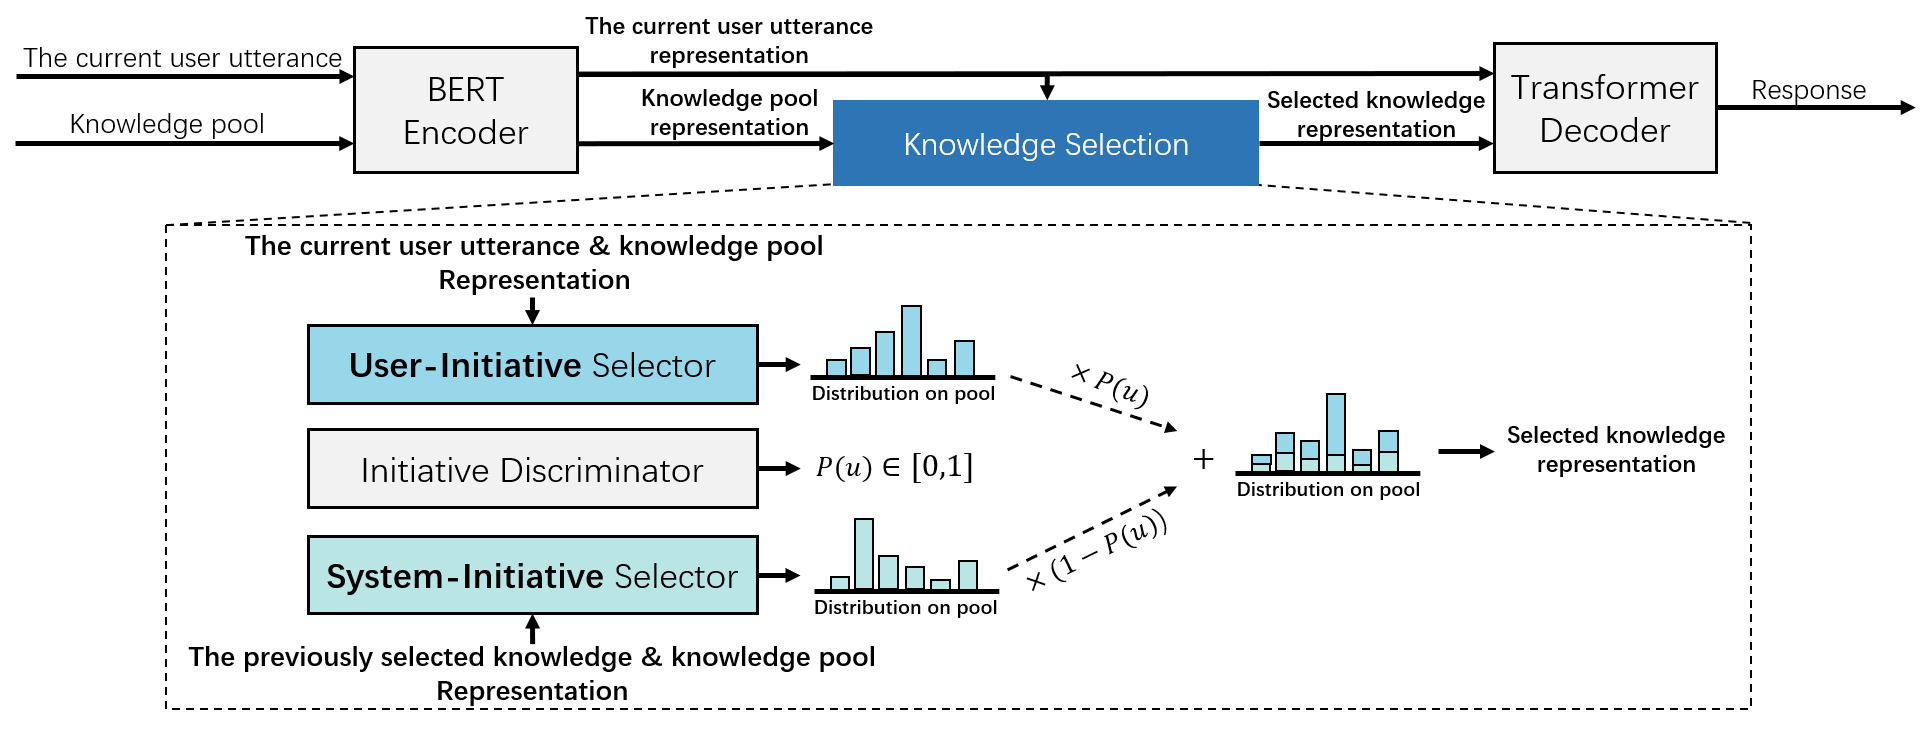 The current user utterance
Knowledge pool
BERT
Encoder
The current user utterance
representation
Knowledge pool
representation
Knowledge Selection
Selected knowledge
representation
Transformer
Decoder
Response
The current user utterance & knowledge pool
Representation
User-Initiative Selector
Distribution on pool
× P(u)
Initiative Discriminator
P(u) ∈ [0,1]
System-Initiative Selector
Distribution on pool
× (1 − P(u))
The previously selected knowledge & knowledge pool
Representation
+
Distribution on pool
Selected knowledge
representation